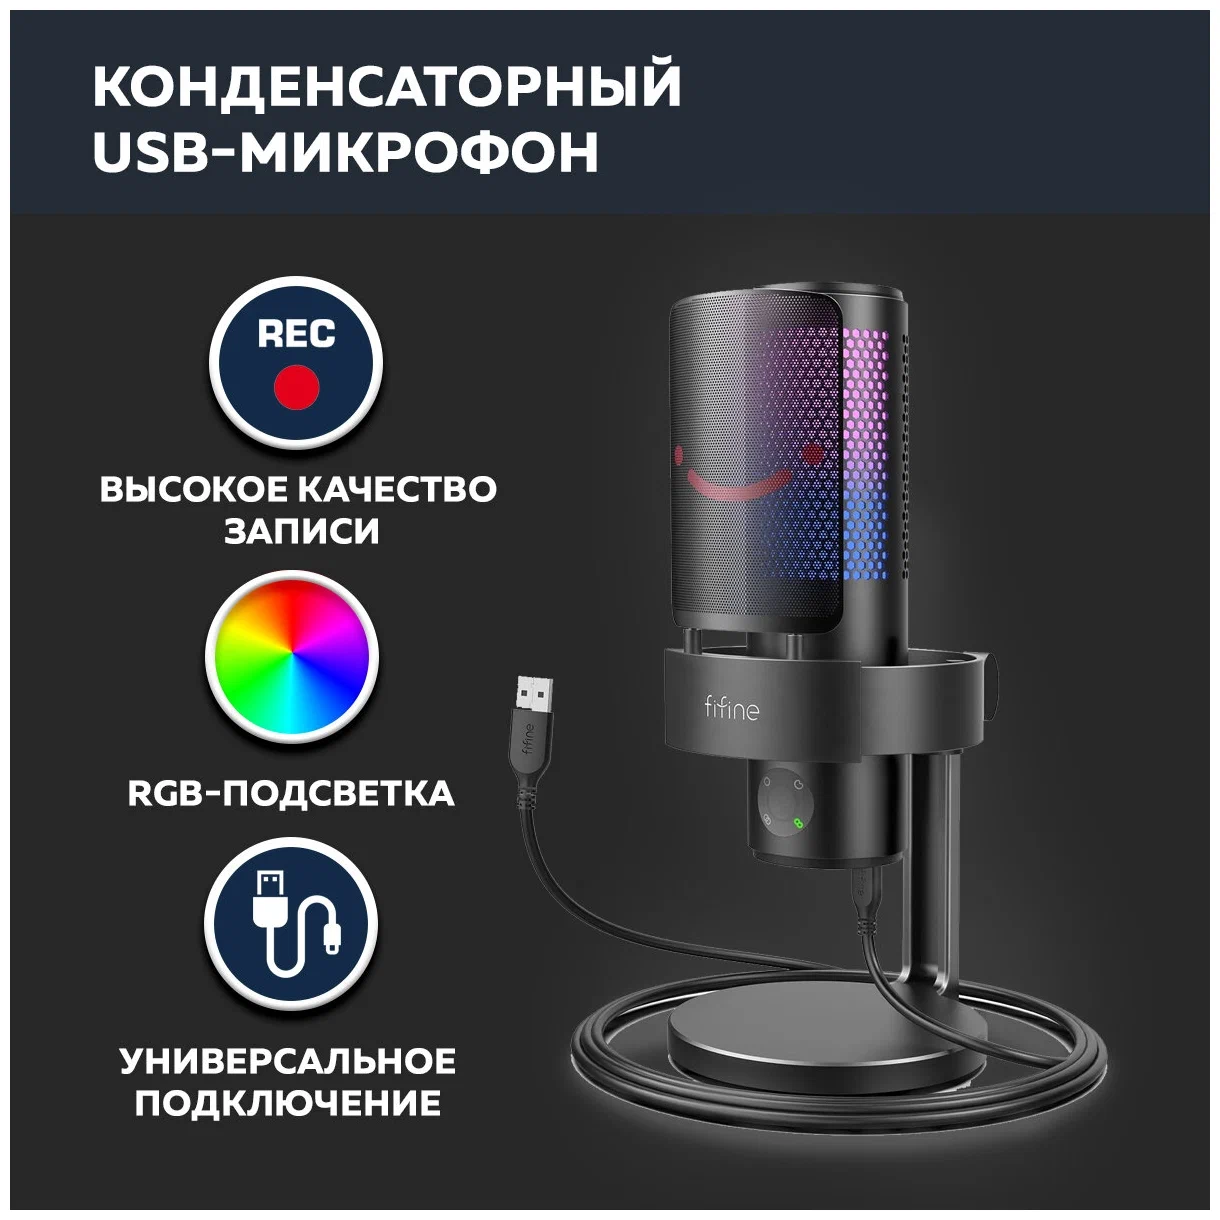 КОНДЕНСАТОРНЫЙ
USB-МИКРОФОН
REC
ВЫСОКОЕ КАЧЕСТВО
ЗАПИСИ
RGB-ПОДСВЕТКА
УНИВЕРСАЛЬНОЕ
ПОДКЛЮЧЕНИЕ
fifine
fifine